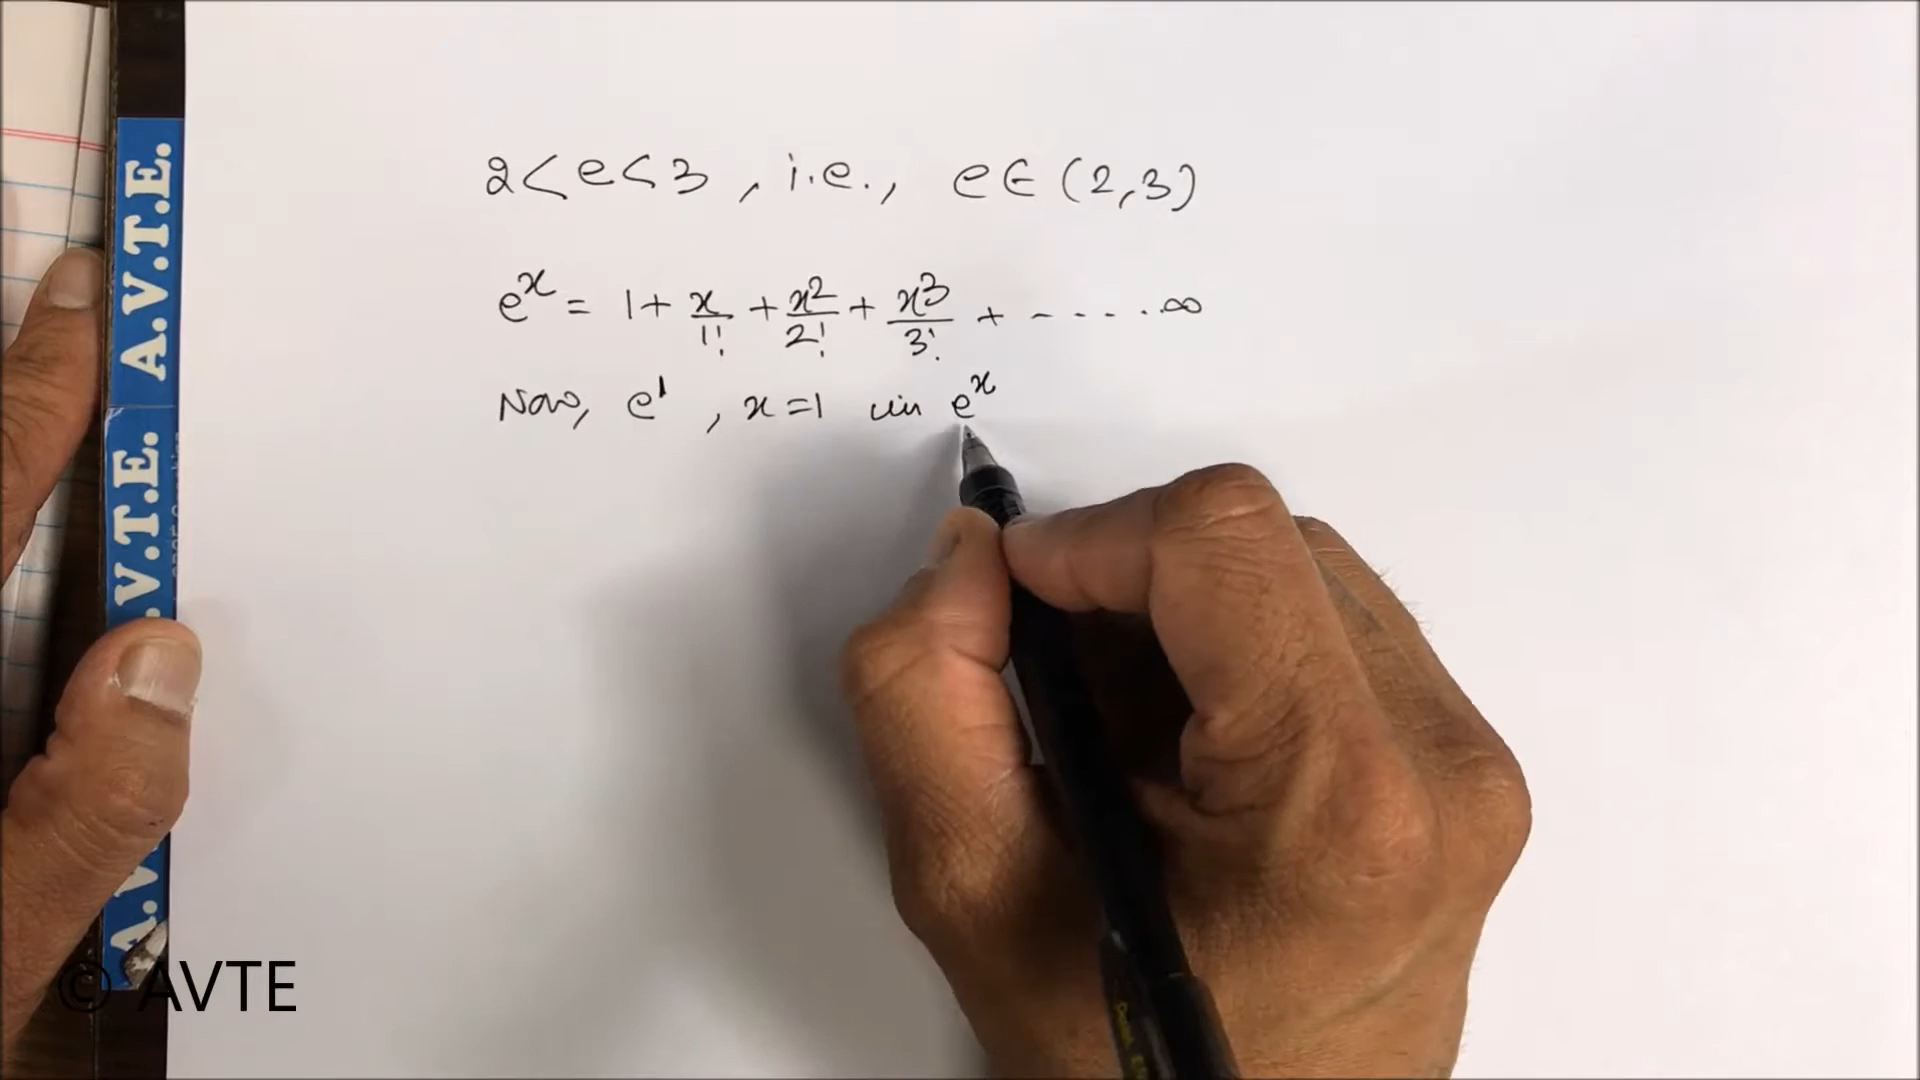 2<e<3, i.e., e∈(2,3)
e^x = 1 + x/1! + x^2/2! + x^3/3! + - - - . . ∞
Now, e^1, x=1 in e^x
A.V.T.E.
A.V.T.E.
© AVTE